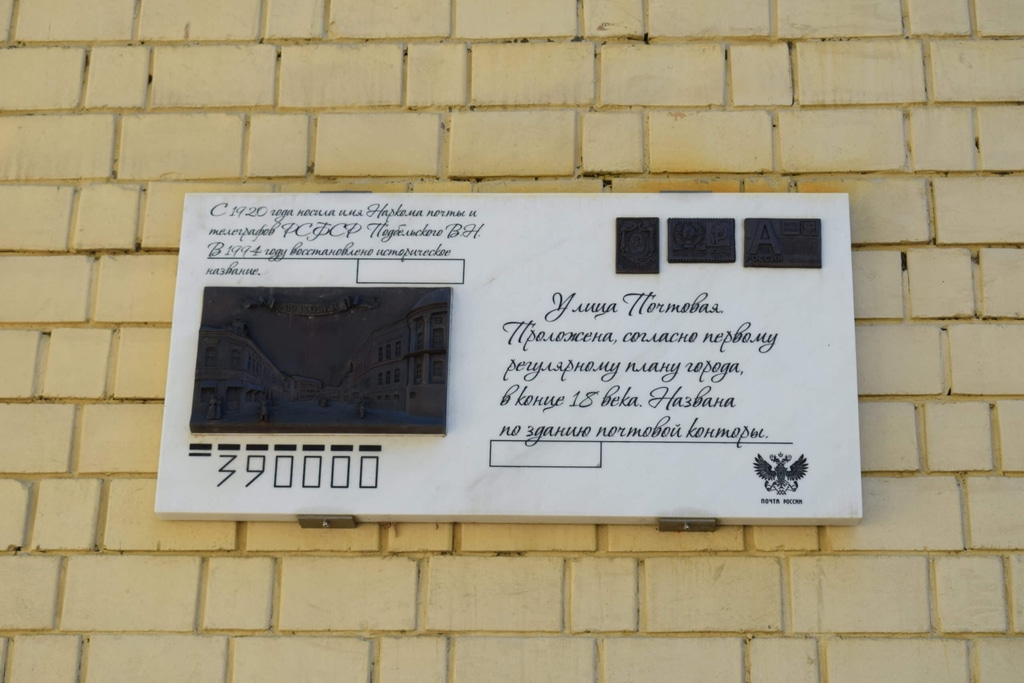 С 1920 года носила имя Наркома почты и
телеграфов РСФСР Подбельского В.Н.
В 1994 году восстановлено историческое
название.
Улица Почтовая.
Проложена, согласно первому
регулярному плану города,
в конце 18 века. Названа
по зданию почтовой конторы.
390000
А
РОССИЯ
ПОЧТА РОССИИ